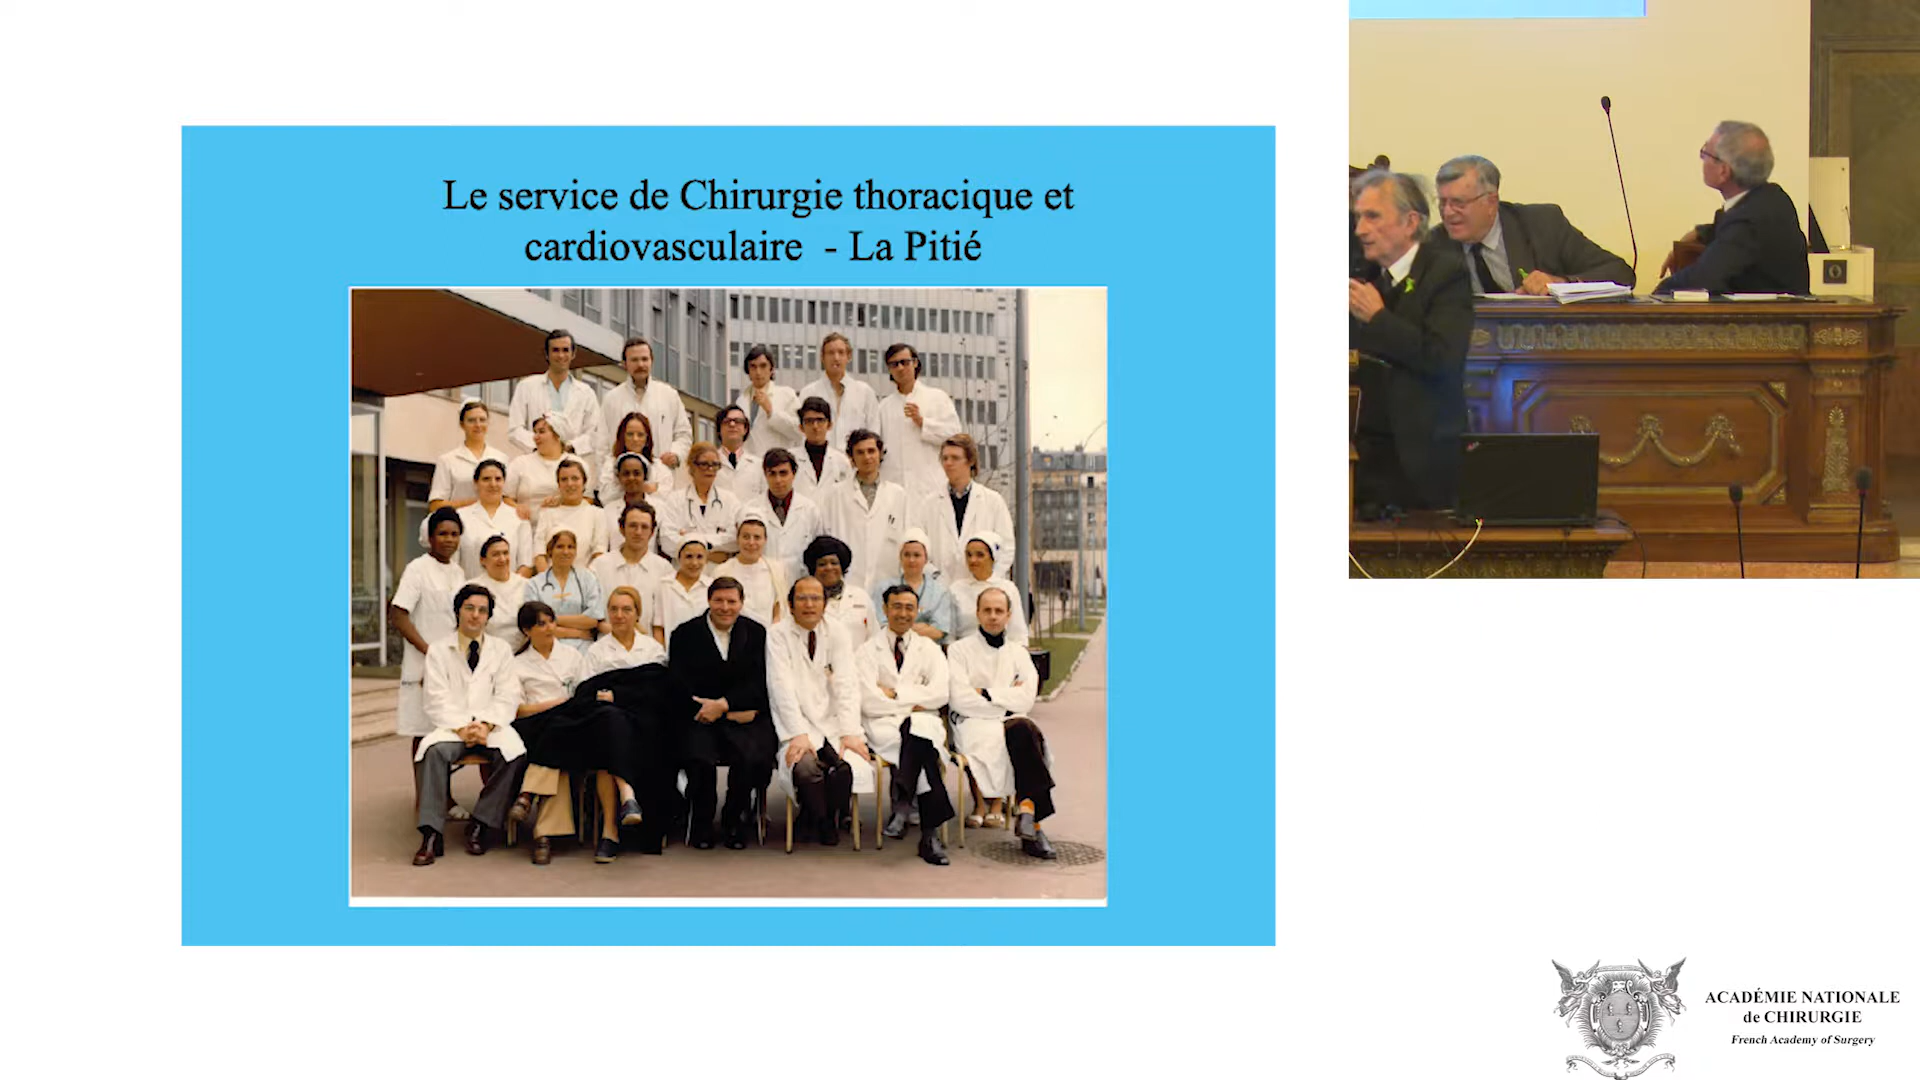 Le service de Chirurgie thoracique et
cardiovasculaire - La Pitié
ACADÉMIE NATIONALE
de CHIRURGIE
French Academy of Surgery